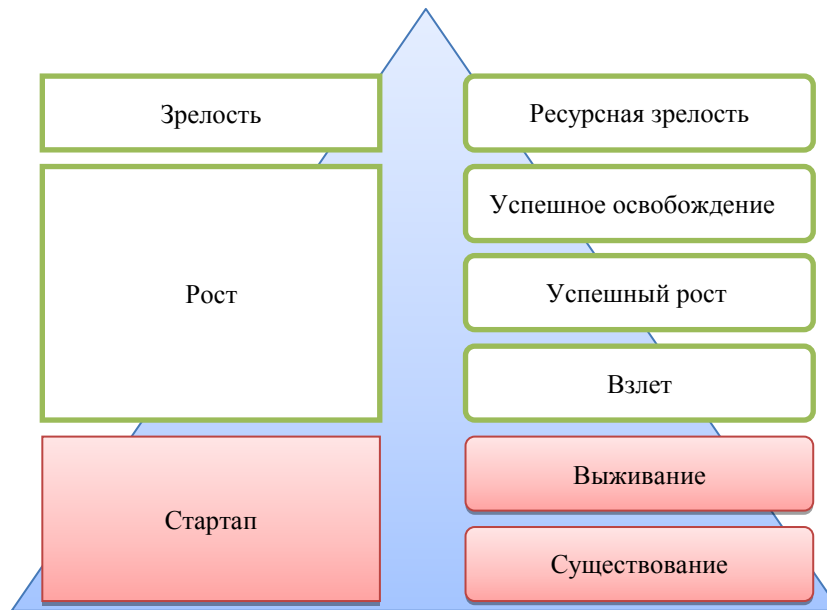 Зрелость
Ресурсная зрелость
Успешное освобождение
Рост
Успешный рост
Взлет
Выживание
Стартап
Существование